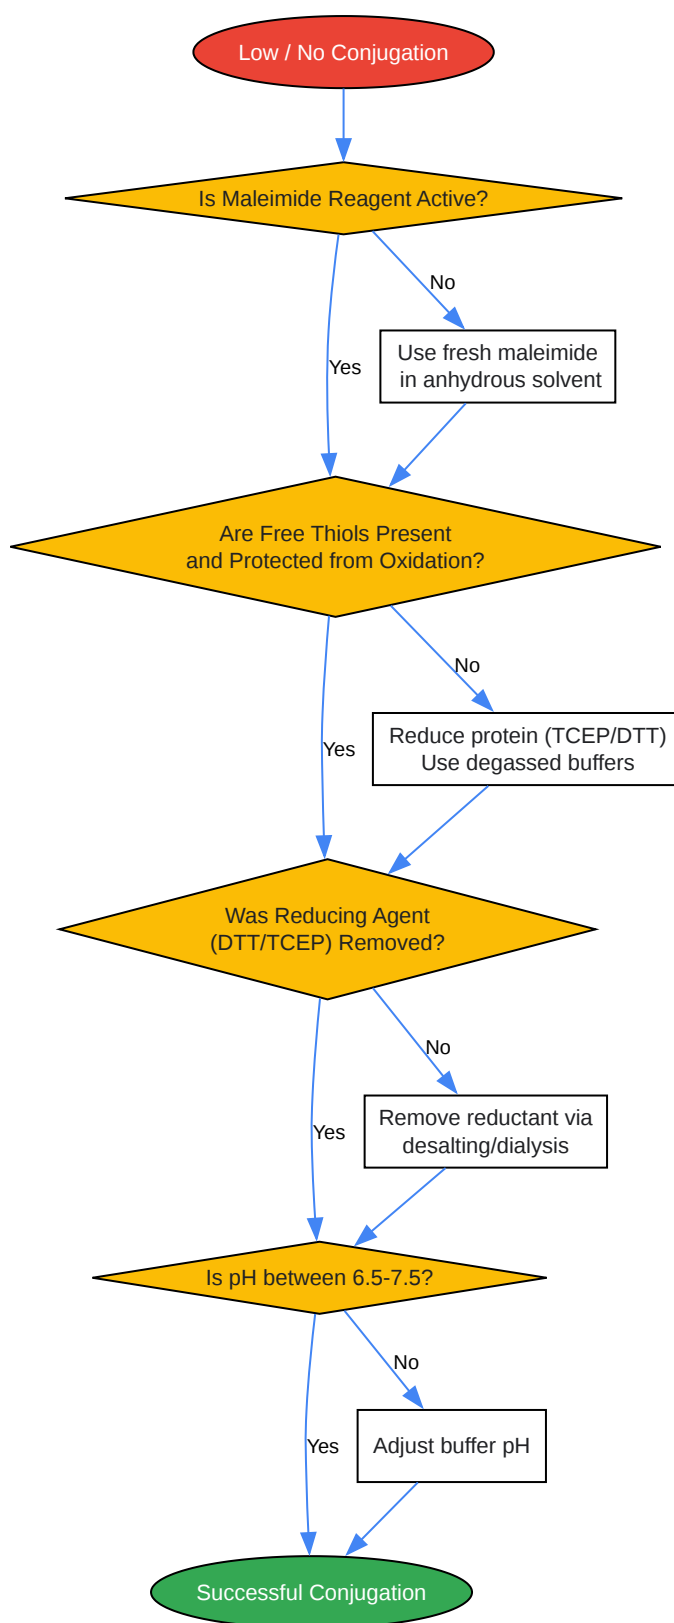 Low / No Conjugation
Is Maleimide Reagent Active?
No
Use fresh maleimide
in anhydrous solvent
Yes
Are Free Thiols Present
and Protected from Oxidation?
No
Reduce protein (TCEP/DTT)
Use degassed buffers
Yes
Was Reducing Agent
(DTT/TCEP) Removed?
No
Remove reductant via
desalting/dialysis
Yes
Is pH between 6.5-7.5?
No
Adjust buffer pH
Yes
Successful Conjugation